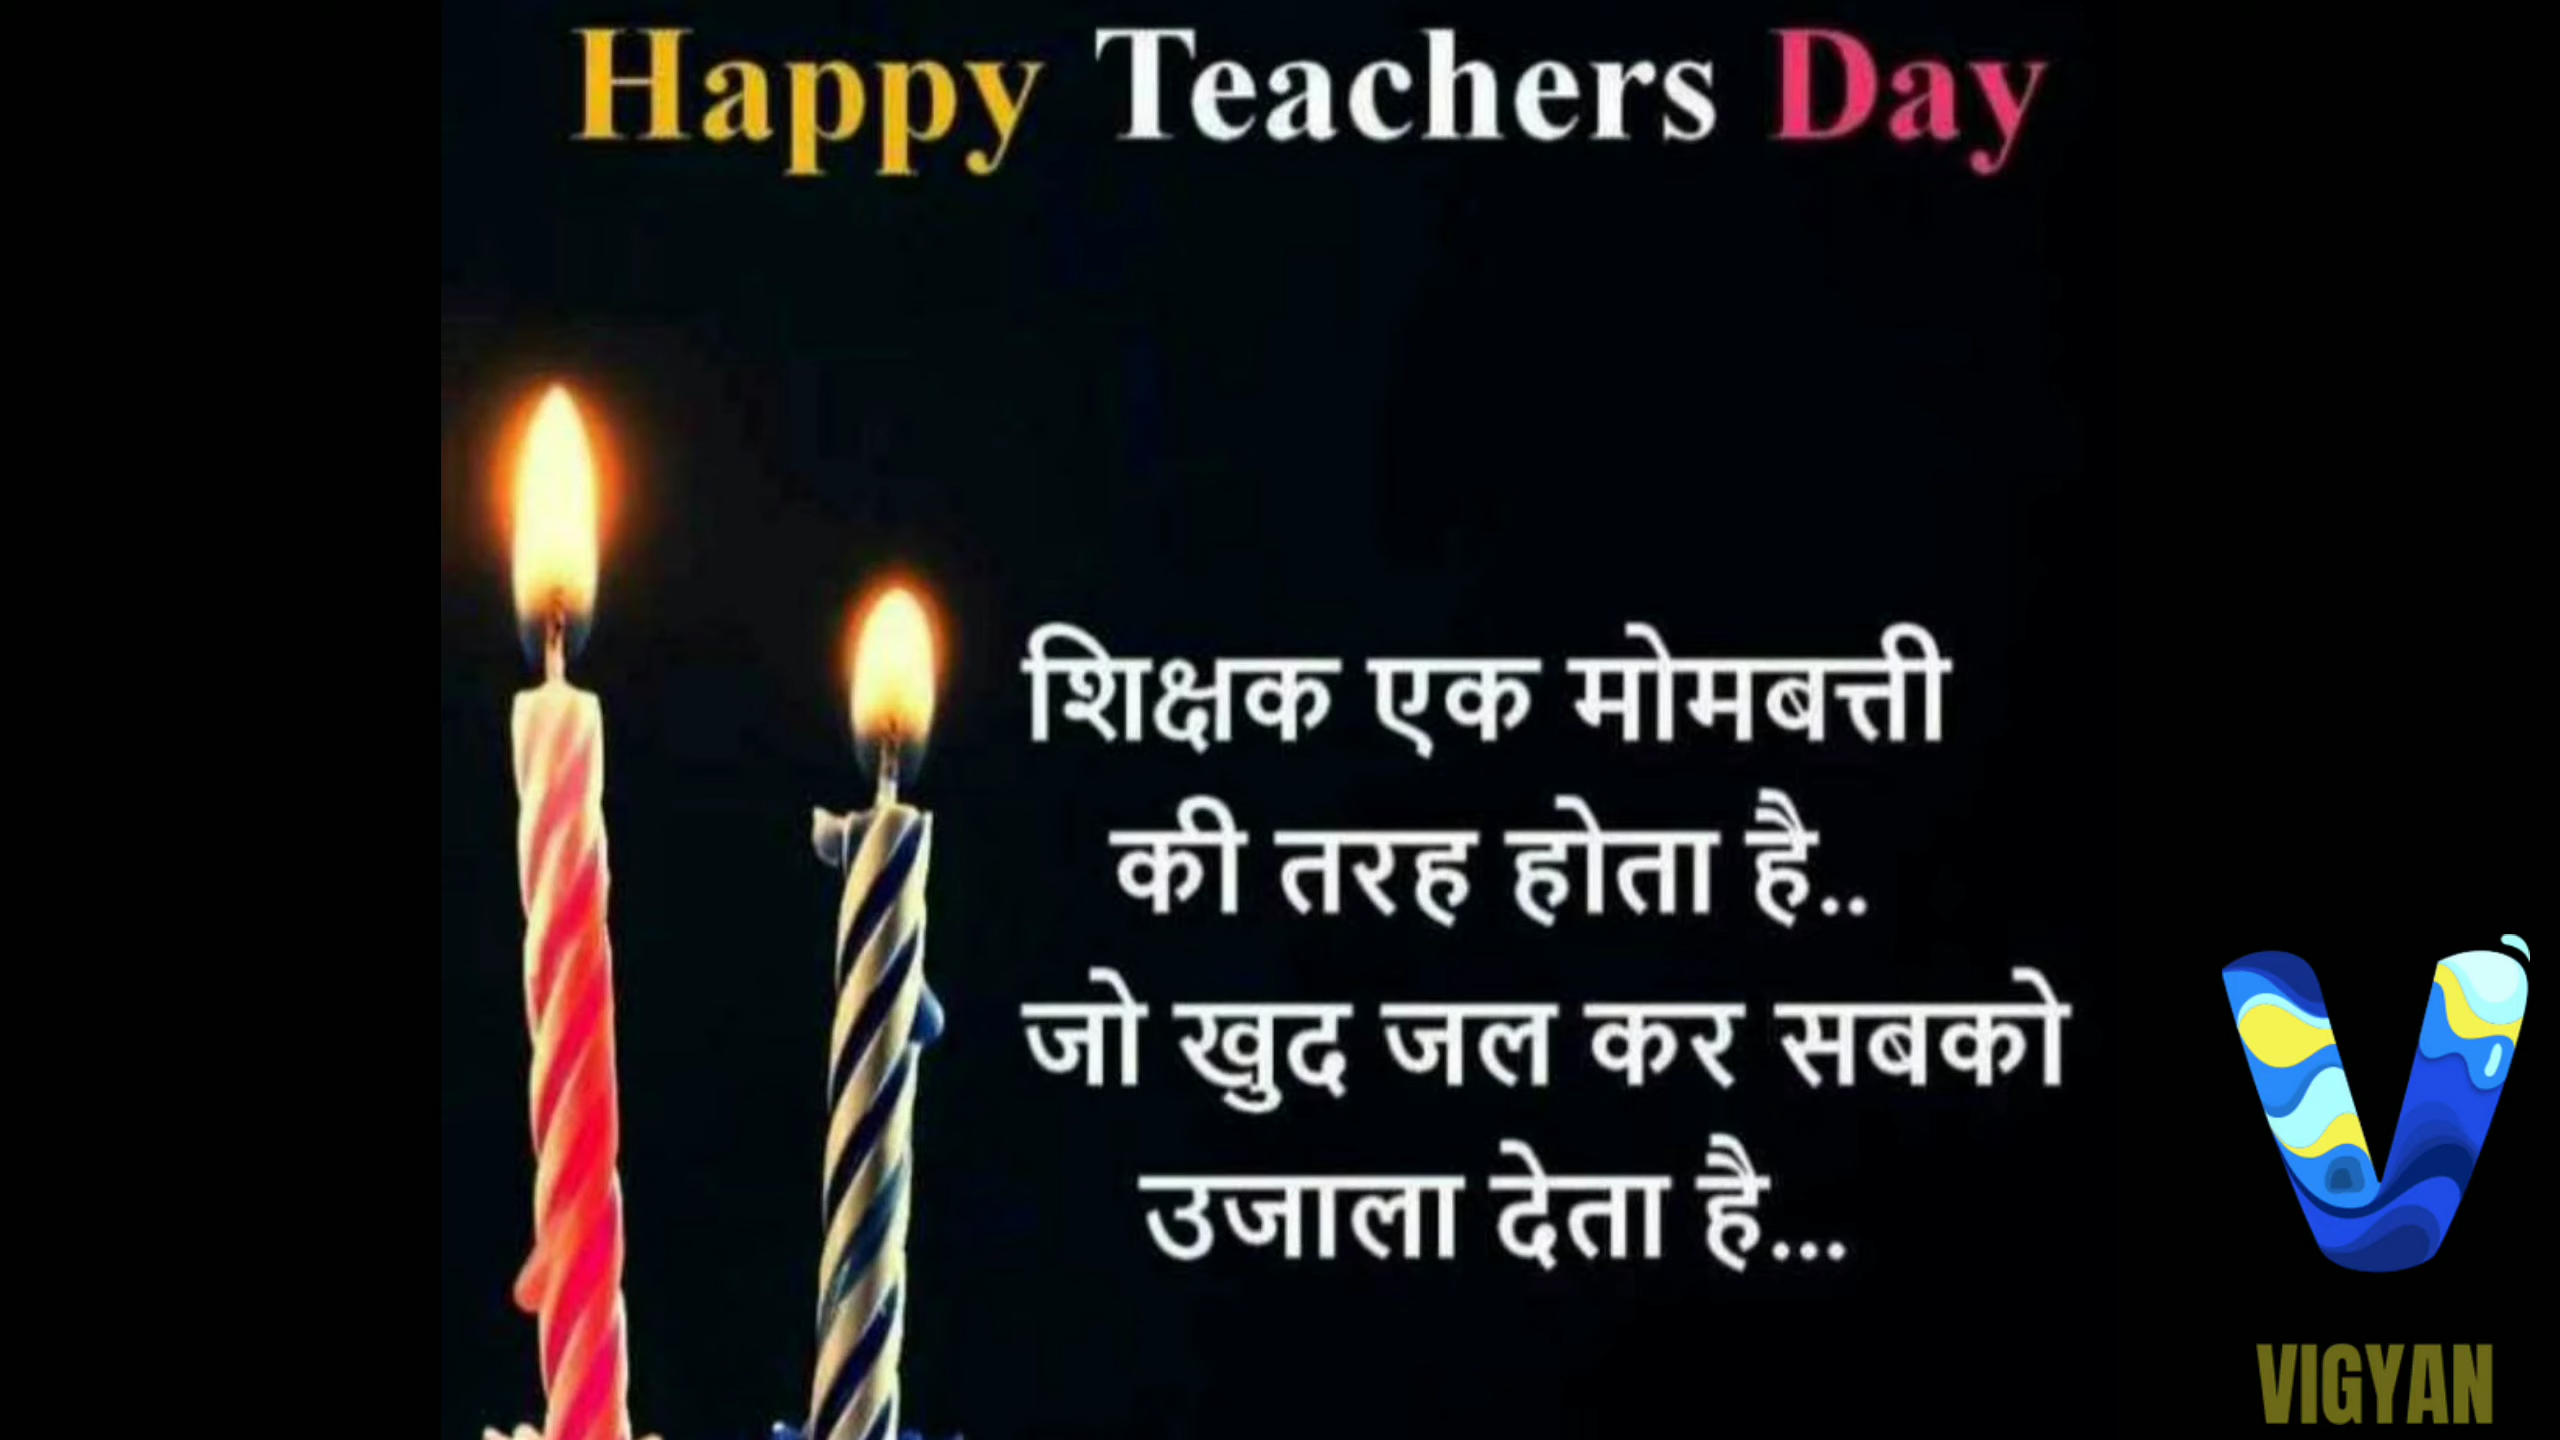 Happy Teachers Day
शिक्षक एक मोमबत्ती
की तरह होता है..
जो खुद जल कर सबको
उजाला देता है...
V
VIGYAN